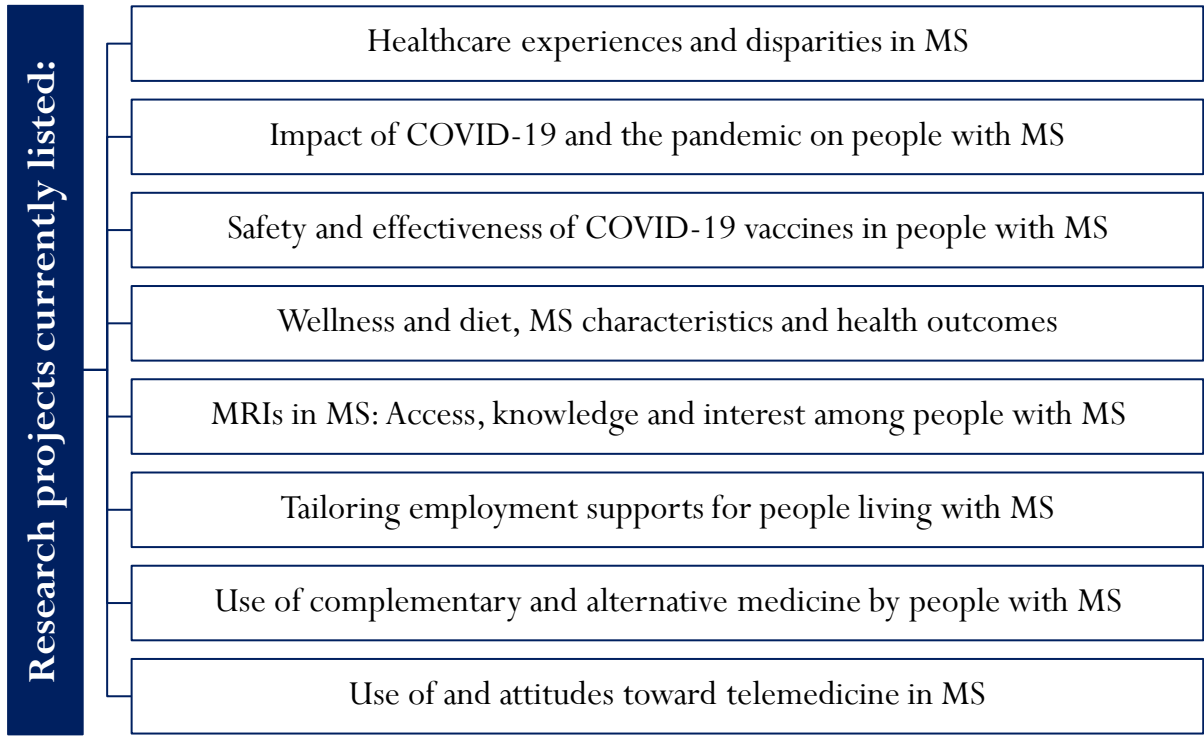 Research projects currently listed:
Healthcare experiences and disparities in MS
Impact of COVID-19 and the pandemic on people with MS
Safety and effectiveness of COVID-19 vaccines in people with MS
Wellness and diet, MS characteristics and health outcomes
MRIs in MS: Access, knowledge and interest among people with MS
Tailoring employment supports for people living with MS
Use of complementary and alternative medicine by people with MS
Use of and attitudes toward telemedicine in MS